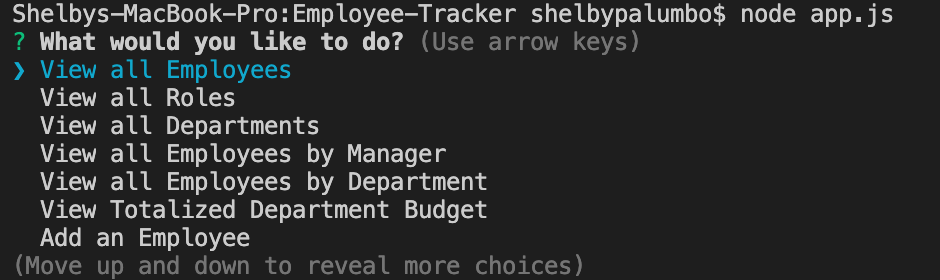 Shelbys-MacBook-Pro:Employee-Tracker shelbypalumbo$ node app.js
? What would you like to do? (Use arrow keys)
❯ View all Employees
View all Roles
View all Departments
View all Employees by Manager
View all Employees by Department
View Totalized Department Budget
Add an Employee
(Move up and down to reveal more choices)